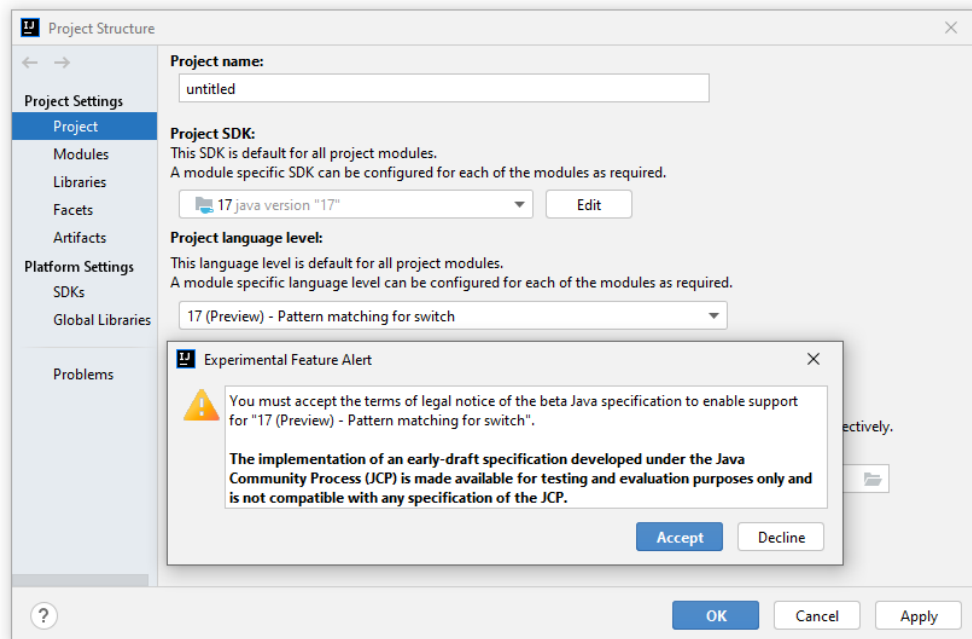 Project Structure
Project name:
untitled
Project Settings
Project
Modules
Libraries
Facets
Artifacts
Platform Settings
SDKs
Global Libraries
Problems
Project SDK:
This SDK is default for all project modules.
A module specific SDK can be configured for each of the modules as required.
17 java version "17"
Edit
Project language level:
This language level is default for all project modules.
A module specific language level can be configured for each of the modules as required.
17 (Preview) - Pattern matching for switch
Experimental Feature Alert
You must accept the terms of legal notice of the beta Java specification to enable support
for "17 (Preview) - Pattern matching for switch".
The implementation of an early-draft specification developed under the Java
Community Process (JCP) is made available for testing and evaluation purposes only and
is not compatible with any specification of the JCP.
Accept
Decline
ectively.
?
OK
Cancel
Apply